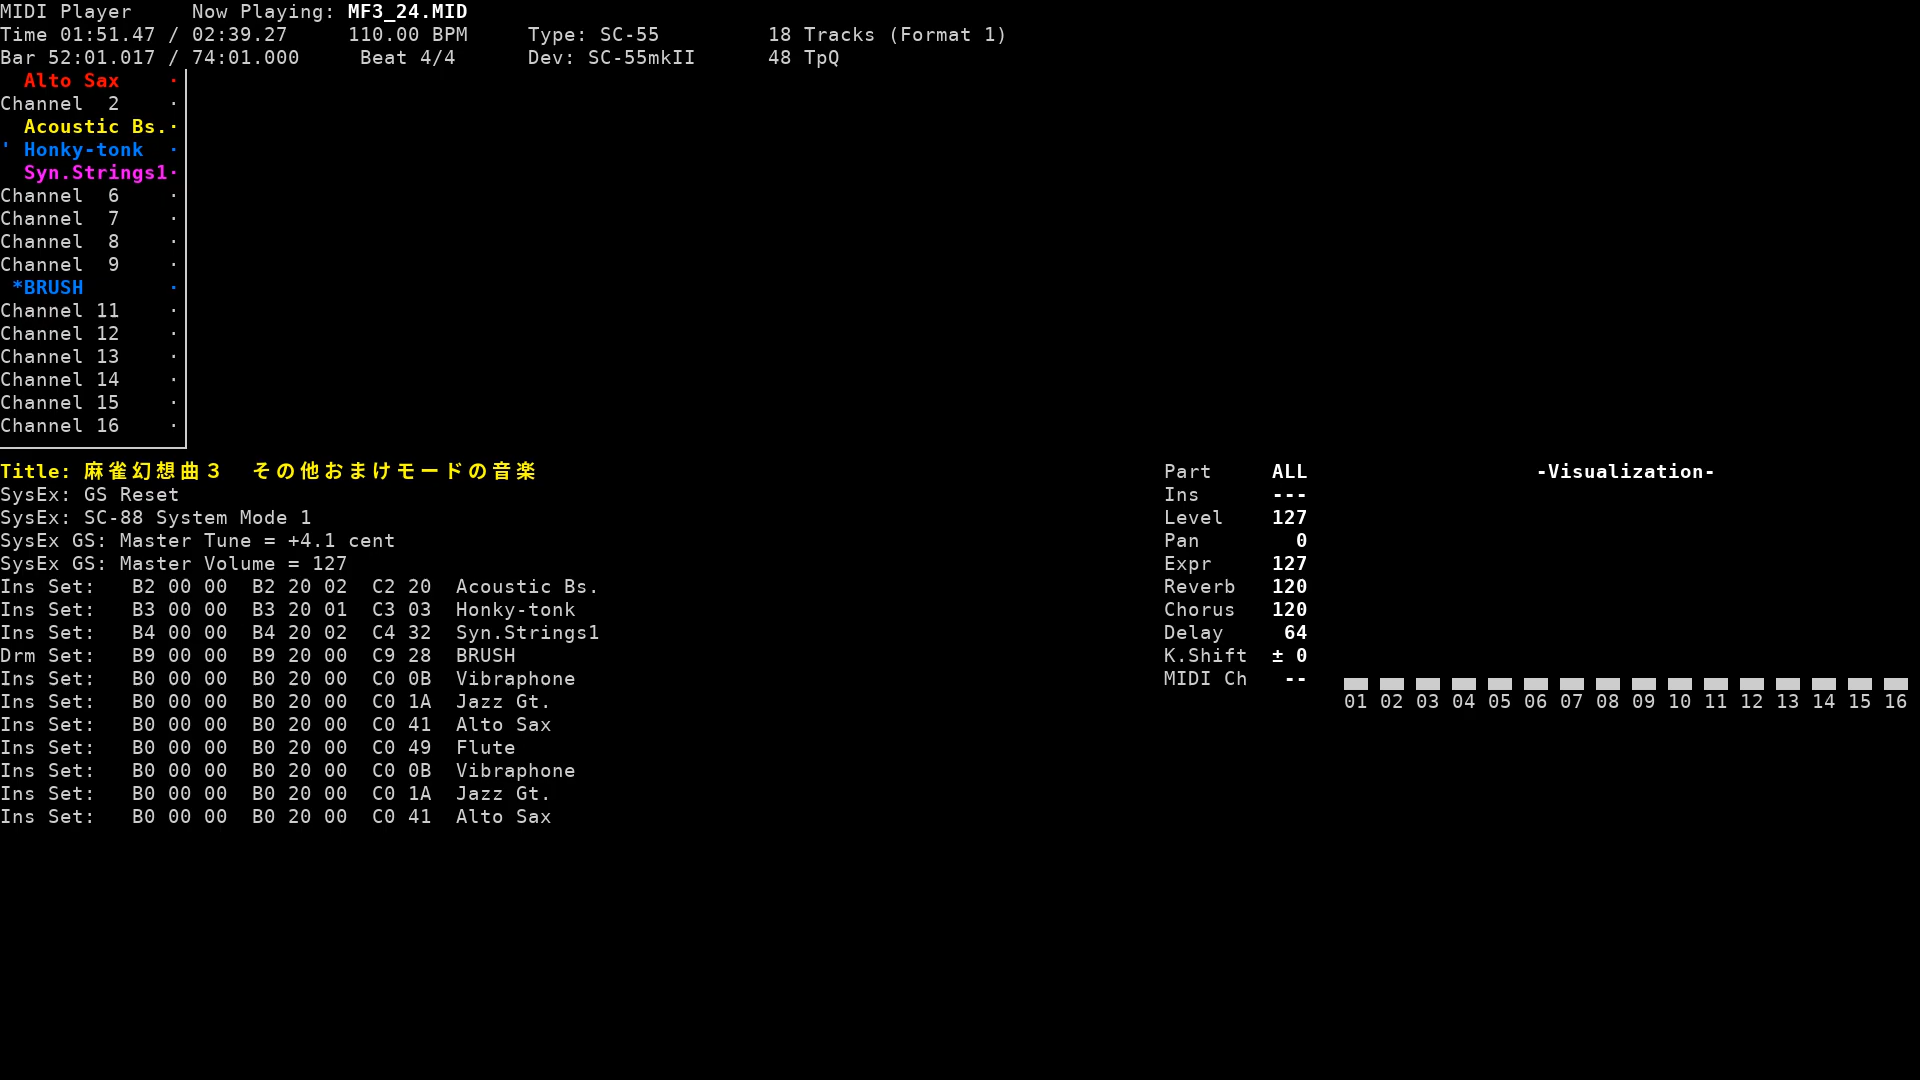 MIDI Player     Now Playing: MF3_24.MID
Time 01:51.47 / 02:39.27     110.00 BPM     Type: SC-55         18 Tracks (Format 1)
Bar 52:01.017 / 74:01.000     Beat 4/4      Dev: SC-55mkII      48 TpQ
  Alto Sax    ·
Channel  2    ·
  Acoustic Bs.·
' Honky-tonk  ·
  Syn.Strings1·
Channel  6    ·
Channel  7    ·
Channel  8    ·
Channel  9    ·
 *BRUSH       ·
Channel 11    ·
Channel 12    ·
Channel 13    ·
Channel 14    ·
Channel 15    ·
Channel 16    ·
Title: 麻雀幻想曲３　その他おまけモードの音楽
SysEx: GS Reset
SysEx: SC-88 System Mode 1
SysEx GS: Master Tune = +4.1 cent
SysEx GS: Master Volume = 127
Ins Set:   B2 00 00  B2 20 02  C2 20  Acoustic Bs.
Ins Set:   B3 00 00  B3 20 01  C3 03  Honky-tonk
Ins Set:   B4 00 00  B4 20 02  C4 32  Syn.Strings1
Drm Set:   B9 00 00  B9 20 00  C9 28  BRUSH
Ins Set:   B0 00 00  B0 20 00  C0 0B  Vibraphone
Ins Set:   B0 00 00  B0 20 00  C0 1A  Jazz Gt.
Ins Set:   B0 00 00  B0 20 00  C0 41  Alto Sax
Ins Set:   B0 00 00  B0 20 00  C0 49  Flute
Ins Set:   B0 00 00  B0 20 00  C0 0B  Vibraphone
Ins Set:   B0 00 00  B0 20 00  C0 1A  Jazz Gt.
Ins Set:   B0 00 00  B0 20 00  C0 41  Alto Sax
Part     ALL
Ins      ---
Level    127
Pan        0
Expr     127
Reverb   120
Chorus   120
Delay     64
K.Shift  ± 0
MIDI Ch   --
-Visualization-
01 02 03 04 05 06 07 08 09 10 11 12 13 14 15 16